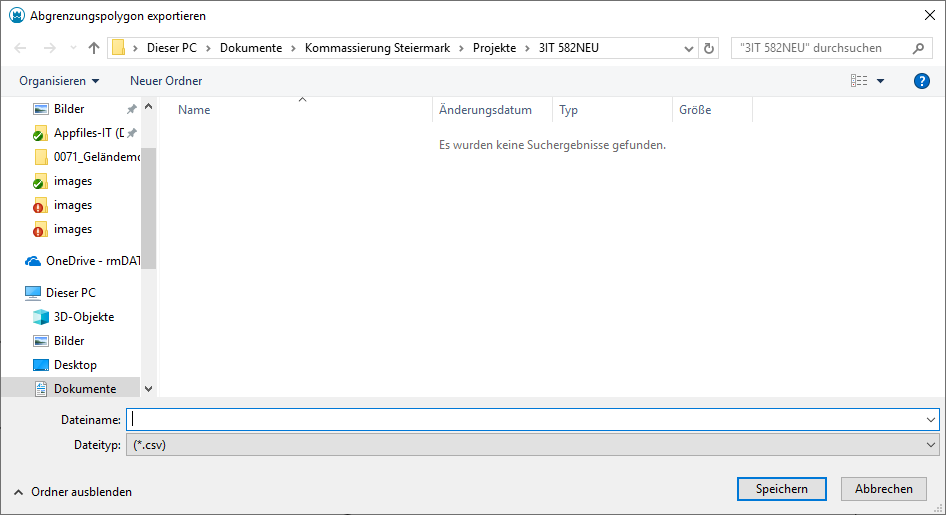 Abgrenzungspolygon exportieren
Dieser PC > Dokumente > Kommassierung Steiermark > Projekte > 3IT 582NEU
"3IT 582NEU" durchsuchen
Organisieren
Neuer Ordner
?
Name
Änderungsdatum
Typ
Größe
Es wurden keine Suchergebnisse gefunden.
Bilder
Appfiles-IT (D
0071_Geländemo
images
images
images
OneDrive - rmDAT
Dieser PC
3D-Objekte
Bilder
Desktop
Dokumente
Dateiname:
Dateityp: (*.csv)
Ordner ausblenden
Speichern
Abbrechen